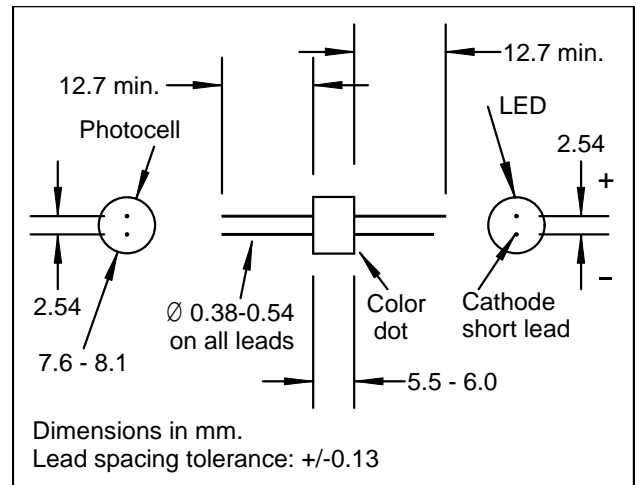 12.7 min.
12.7 min.
Photocell
LED
2.54
+
2.54
Ø 0.38-0.54
on all leads
Color
dot
Cathode
short lead
–
7.6 - 8.1
5.5 - 6.0
Dimensions in mm.
Lead spacing tolerance: +/-0.13